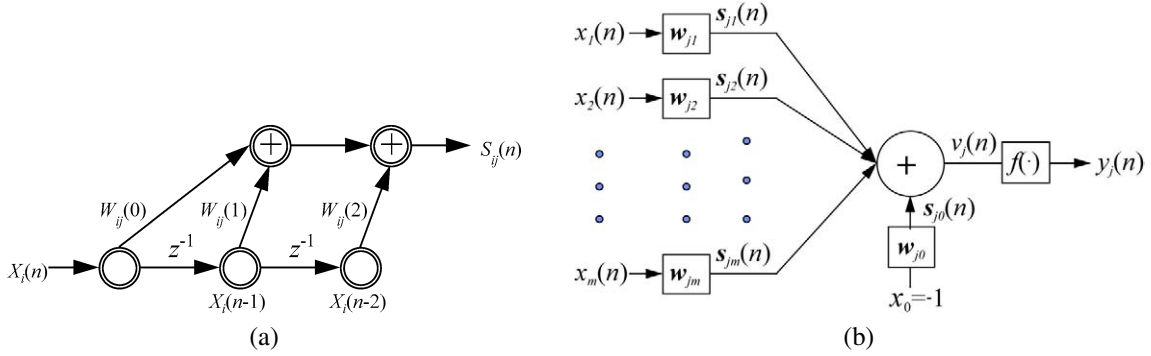 S_ij(n)
W_ij(0) W_ij(1) W_ij(2)
z^-1 z^-1
X_i(n)
X_i(n-1) X_i(n-2)
(a)
x_1(n) w_j1 s_j1(n)
x_2(n) w_j2 s_j2(n)
+ v_j(n) f(·) y_j(n)
s_j0(n)
x_m(n) w_jm s_jm(n)
w_j0
x_0=-1
(b)